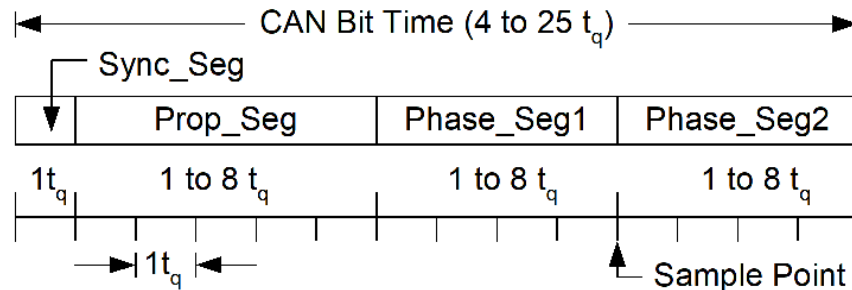 CAN Bit Time (4 to 25 tq)
Sync_Seg
Prop_Seg Phase_Seg1 Phase_Seg2
1tq 1 to 8 tq 1 to 8 tq 1 to 8 tq
1tq
Sample Point